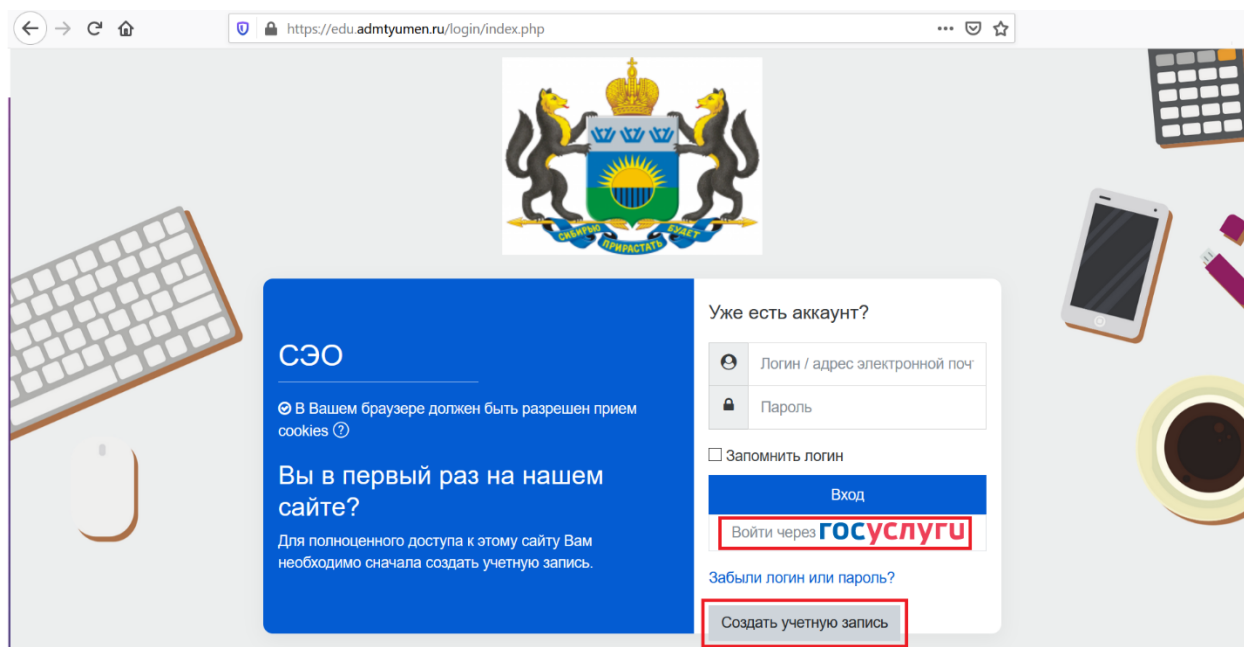 https://edu.admtyumen.ru/login/index.php
СИБИРЬЮ ПРИРАСТАТЬ БУДЕТ
СЭО
В Вашем браузере должен быть разрешен прием
cookies
Вы в первый раз на нашем
сайте?
Для полноценного доступа к этому сайту Вам
необходимо сначала создать учетную запись.
Уже есть аккаунт?
Логин / адрес электронной поч
Пароль
Запомнить логин
Вход
Войти через госуслуги
Забыли логин или пароль?
Создать учетную запись